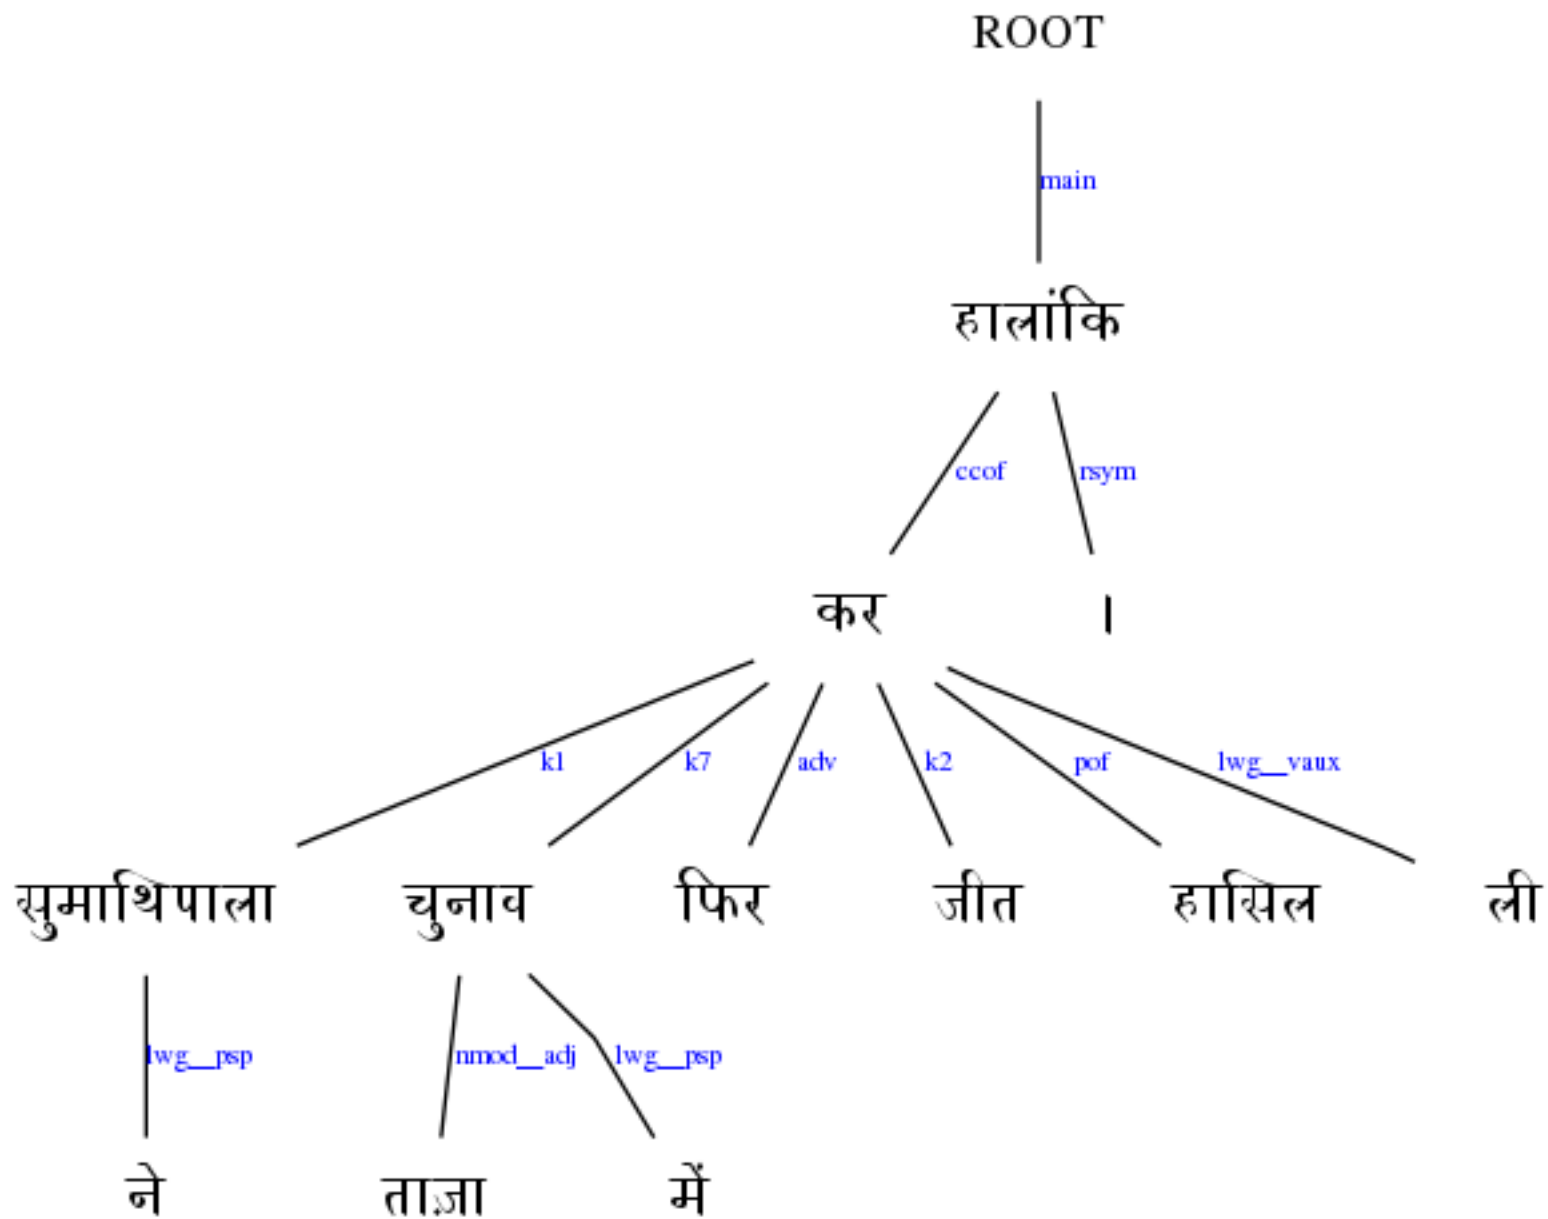 ROOT
main
हालांकि
ccof rsym
कर ।
k1 k7 adv k2 pof lwg__vaux
सुमाथिपाला चुनाव फिर जीत हासिल ली
lwg__psp nmod__adj lwg__psp
ने ताज़ा में